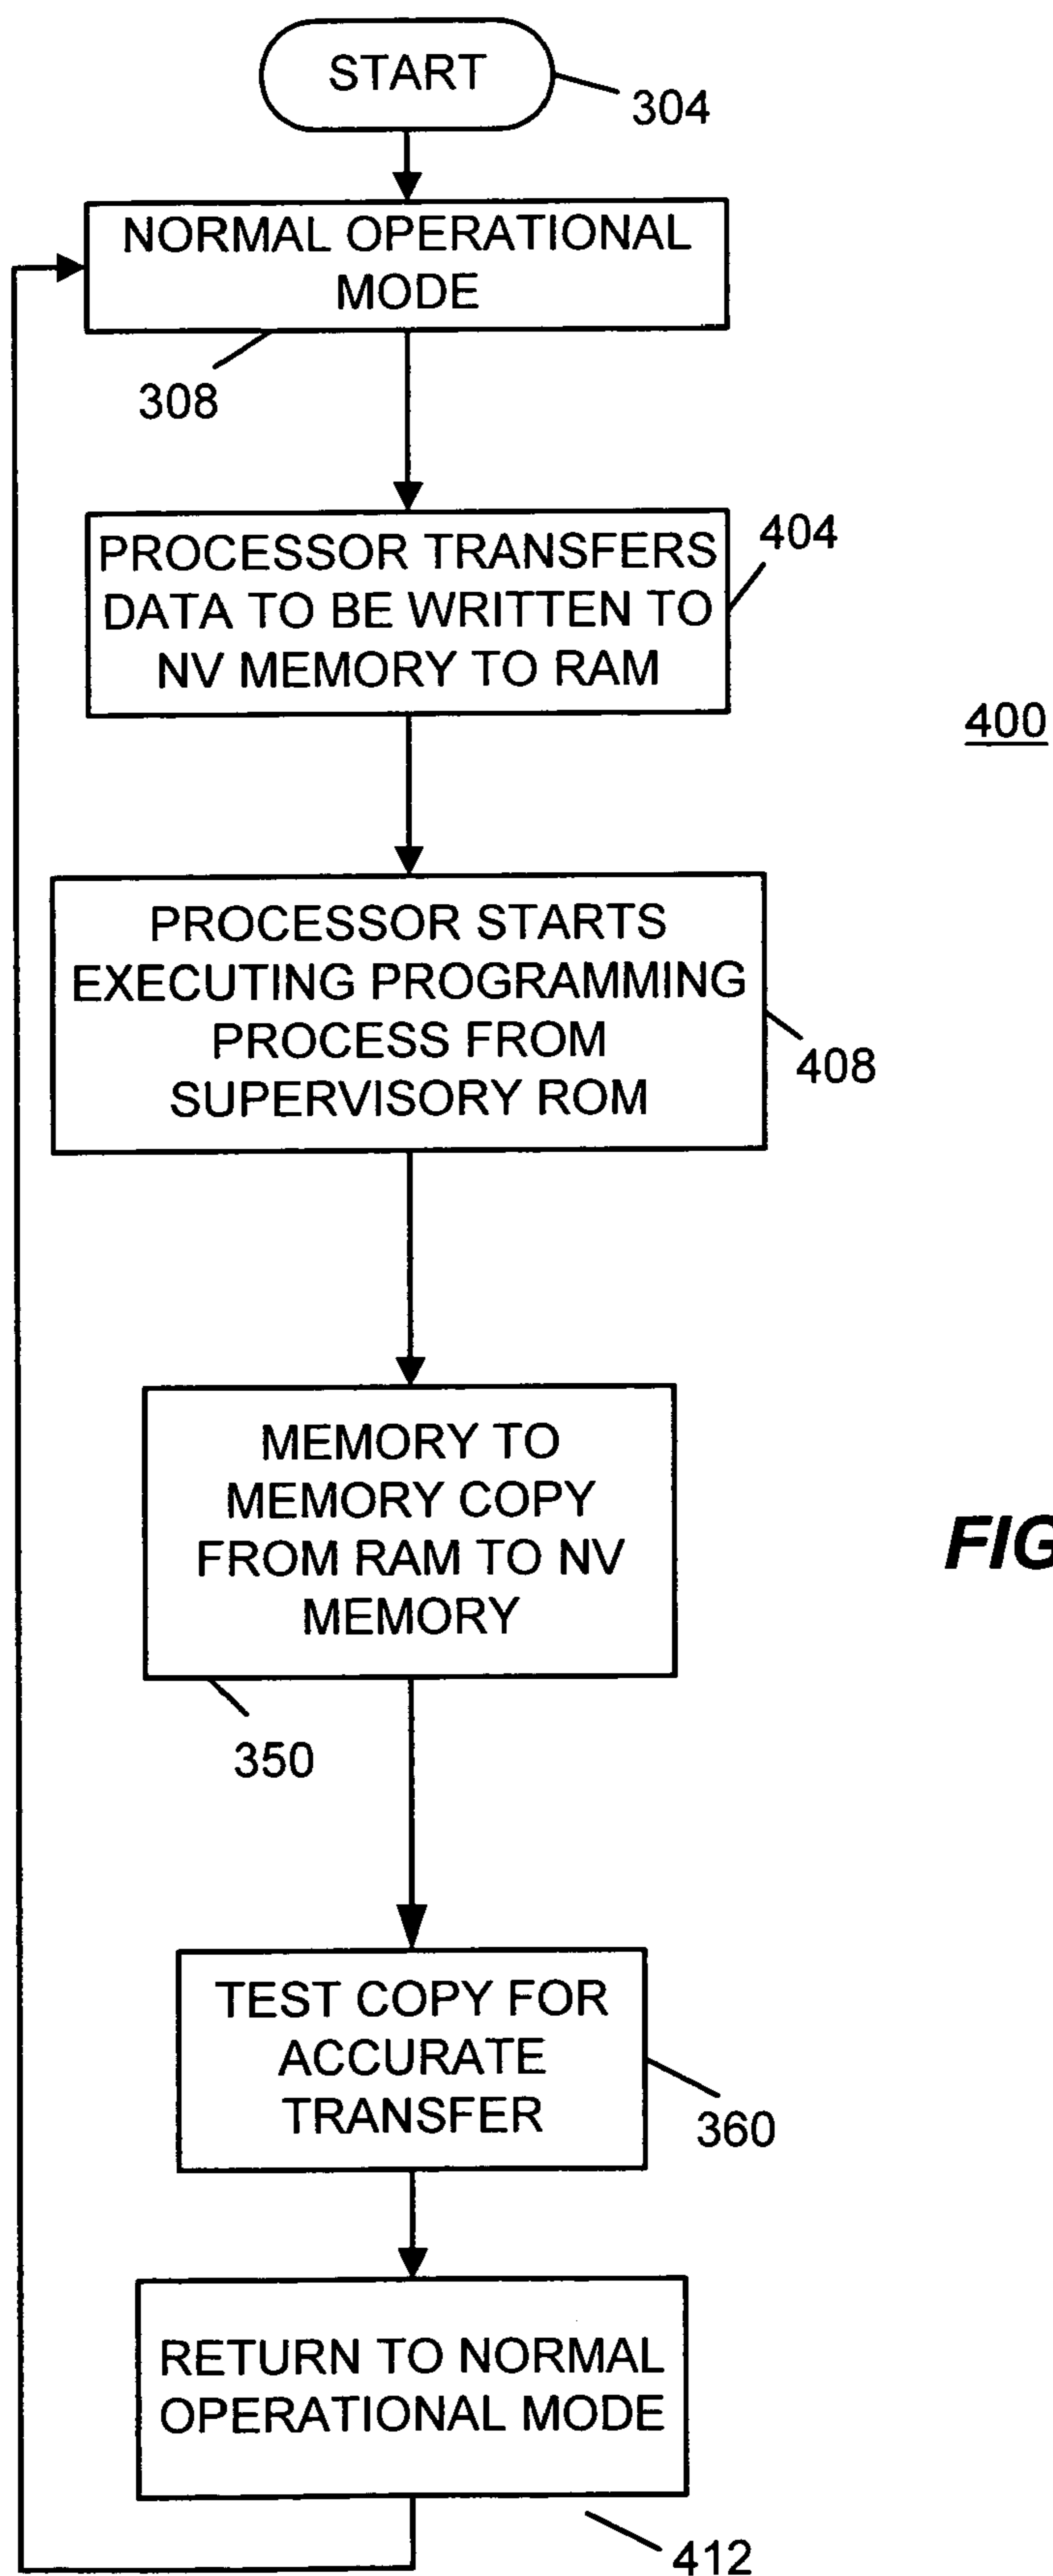 START
304
NORMAL OPERATIONAL
MODE
308
PROCESSOR TRANSFERS
DATA TO BE WRITTEN TO
NV MEMORY TO RAM
404
400
PROCESSOR STARTS
EXECUTING PROGRAMMING
PROCESS FROM
SUPERVISORY ROM
408
MEMORY TO
MEMORY COPY
FROM RAM TO NV
MEMORY
350
FIG
TEST COPY FOR
ACCURATE
TRANSFER
360
RETURN TO NORMAL
OPERATIONAL MODE
412